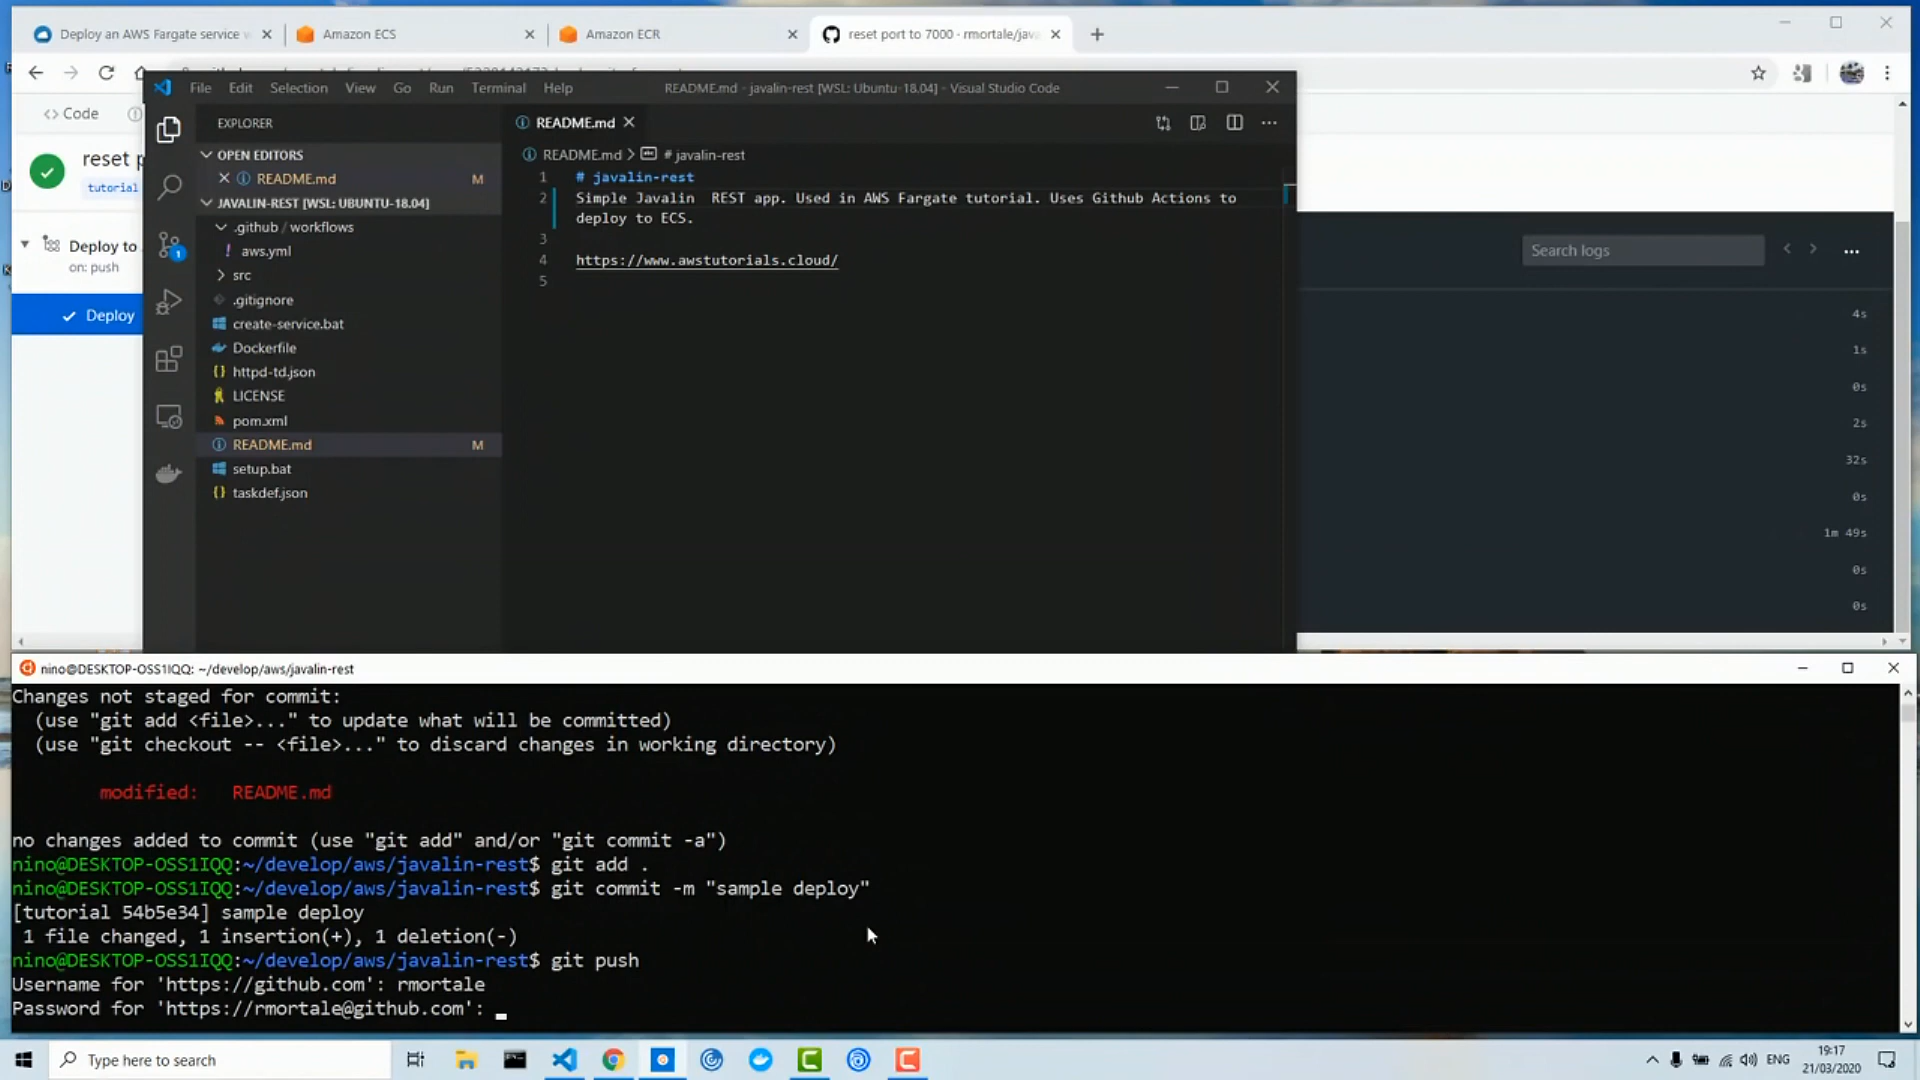 Deploy an AWS Fargate service
Amazon ECS
Amazon ECR
reset port to 7000 - rmortale/jav
Code
reset p
tutorial
Deploy to
on: push
Deploy
Search logs
4s
1s
0s
2s
32s
0s
1m 49s
0s
0s
File Edit Selection View Go Run Terminal Help
README.md - javalin-rest [WSL: Ubuntu-18.04] - Visual Studio Code
EXPLORER
OPEN EDITORS
README.md M
JAVALIN-REST [WSL: UBUNTU-18.04]
.github / workflows
aws.yml
src
.gitignore
create-service.bat
Dockerfile
httpd-td.json
LICENSE
pom.xml
README.md M
setup.bat
taskdef.json
1
README.md
README.md > # javalin-rest
1 # javalin-rest
2 Simple Javalin  REST app. Used in AWS Fargate tutorial. Uses Github Actions to
deploy to ECS.
3
4 https://www.awstutorials.cloud/
5
nino@DESKTOP-OSS1IQQ: ~/develop/aws/javalin-rest
Changes not staged for commit:
(use "git add <file>..." to update what will be committed)
(use "git checkout -- <file>..." to discard changes in working directory)
modified:   README.md
no changes added to commit (use "git add" and/or "git commit -a")
nino@DESKTOP-OSS1IQQ:~/develop/aws/javalin-rest$ git add .
nino@DESKTOP-OSS1IQQ:~/develop/aws/javalin-rest$ git commit -m "sample deploy"
[tutorial 54b5e34] sample deploy
1 file changed, 1 insertion(+), 1 deletion(-)
nino@DESKTOP-OSS1IQQ:~/develop/aws/javalin-rest$ git push
Username for 'https://github.com': rmortale
Password for 'https://rmortale@github.com':
Type here to search
ENG
19:17
21/03/2020